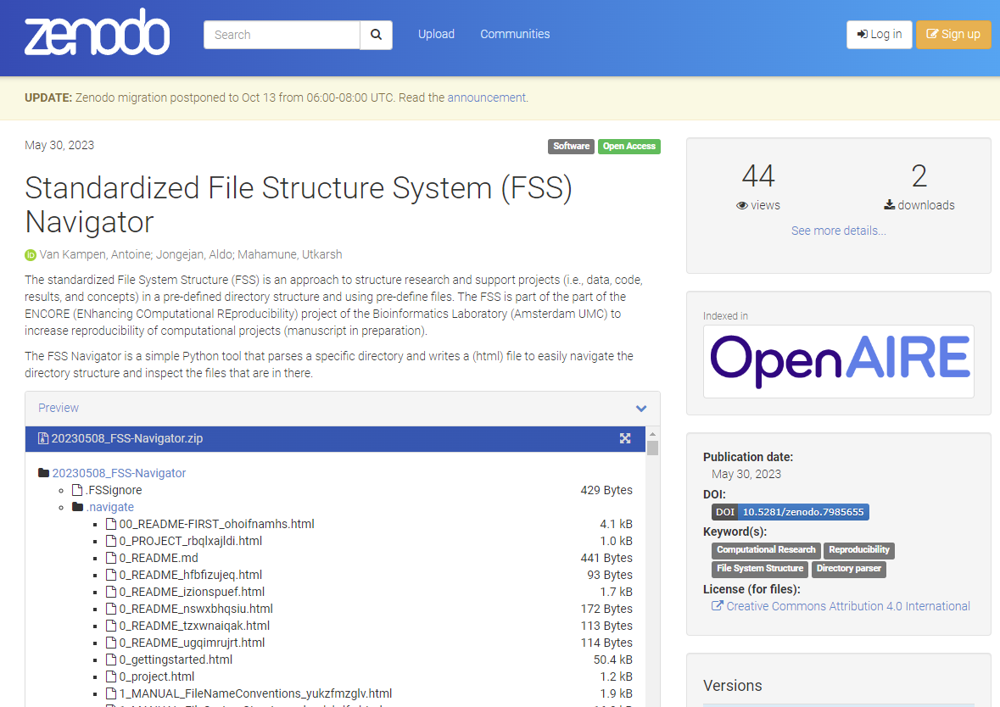 zenodo
Search
Upload
Communities
Log in
Sign up
UPDATE: Zenodo migration postponed to Oct 13 from 06:00-08:00 UTC. Read the announcement.
May 30, 2023
Software
Open Access
Standardized File Structure System (FSS)
Navigator
iD Van Kampen, Antoine; Jongejan, Aldo; Mahamune, Utkarsh
The standardized File System Structure (FSS) is an approach to structure research and support projects (i.e., data, code,
results, and concepts) in a pre-defined directory structure and using pre-define files. The FSS is part of the part of the
ENCORE (ENhancing COmputational REproducibility) project of the Bioinformatics Laboratory (Amsterdam UMC) to
increase reproducibility of computational projects (manuscript in preparation).
The FSS Navigator is a simple Python tool that parses a specific directory and writes a (html) file to easily navigate the
directory structure and inspect the files that are in there.
Preview
20230508_FSS-Navigator.zip
20230508_FSS-Navigator
.FSSignore 429 Bytes
.navigate
00_README-FIRST_ohoifnamhs.html 4.1 kB
0_PROJECT_rbqlxajldi.html 1.0 kB
0_README.md 441 Bytes
0_README_hfbfizujeq.html 93 Bytes
0_README_izionspuef.html 1.7 kB
0_README_nswxbhqsiu.html 172 Bytes
0_README_tzxwnaiqak.html 113 Bytes
0_README_ugqimrujrt.html 114 Bytes
0_gettingstarted.html 50.4 kB
0_project.html 1.2 kB
1_MANUAL_FileNameConventions_yukzfmzglv.html 1.9 kB
44
views
2
downloads
See more details...
Indexed in
OpenAIRE
Publication date:
May 30, 2023
DOI:
DOI 10.5281/zenodo.7985655
Keyword(s):
Computational Research
Reproducibility
File System Structure
Directory parser
License (for files):
Creative Commons Attribution 4.0 International
Versions